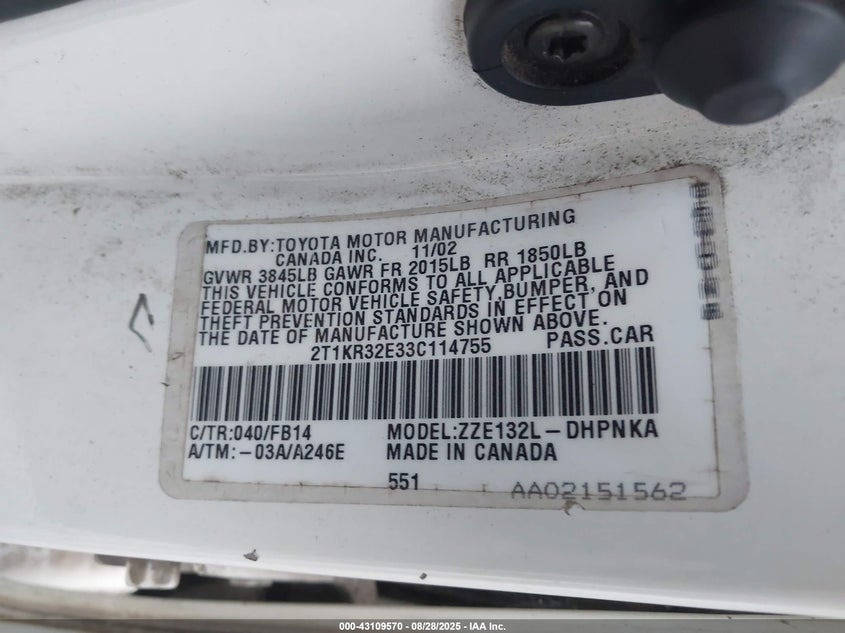 MFD.BY:TOYOTA MOTOR MANUFACTURING
CANADA INC. 11/02
GVWR 3845LB GAWR FR 2015LB RR 1850LB
THIS VEHICLE CONFORMS TO ALL APPLICABLE
FEDERAL MOTOR VEHICLE SAFETY, BUMPER, AND
THEFT PREVENTION STANDARDS IN EFFECT ON
THE DATE OF MANUFACTURE SHOWN ABOVE.
2T1KR32E33C114755 PASS.CAR
C/TR:040/FB14 MODEL:ZZE132L-DHPNKA
A/TM:-03A/A246E MADE IN CANADA
551 AA02151562
000-43109570 - 08/28/2025 - IAA Inc.